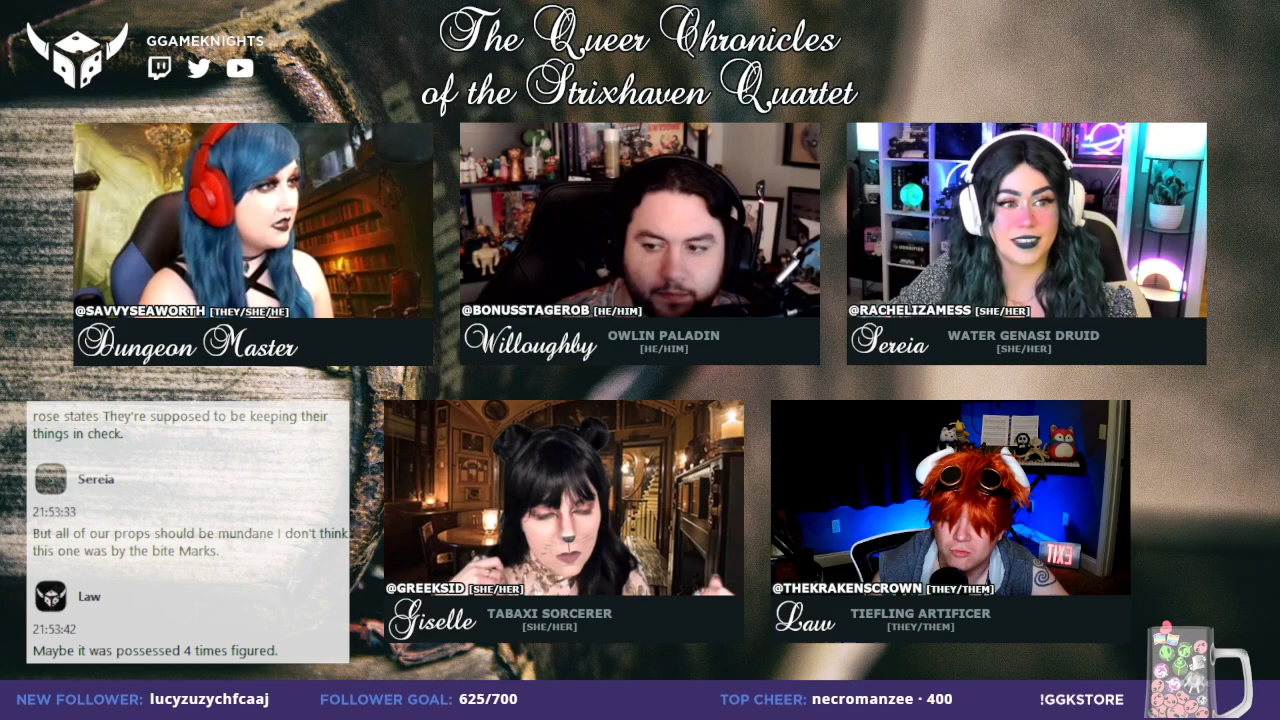 GGAMEKNIGHTS
The Queer Chronicles
of the Strixhaven Quartet
@SAVVYSEAWORTH [THEY/SHE/HE]
Dungeon Master
@BONUSSTAGEROB [HE/HIM]
Willoughby
OWLIN PALADIN
[HE/HIM]
@RACHELIZAMESS [SHE/HER]
Sereia
WATER GENASI DRUID
[SHE/HER]
rose states They're supposed to be keeping their
things in check.
Sereia
21:53:33
But all of our props should be mundane I don't think
this one was by the bite Marks.
Law
21:53:42
Maybe it was possessed 4 times figured.
@GREEKSID [SHE/HER]
Giselle
TABAXI SORCERER
[SHE/HER]
EXIT
@THEKRAKENSCROWN [THEY/THEM]
Law
TIEFLING ARTIFICER
[THEY/THEM]
NEW FOLLOWER: lucyzuzychfcaaj
FOLLOWER GOAL: 625/700
TOP CHEER: necromanzee · 400
!GGKSTORE